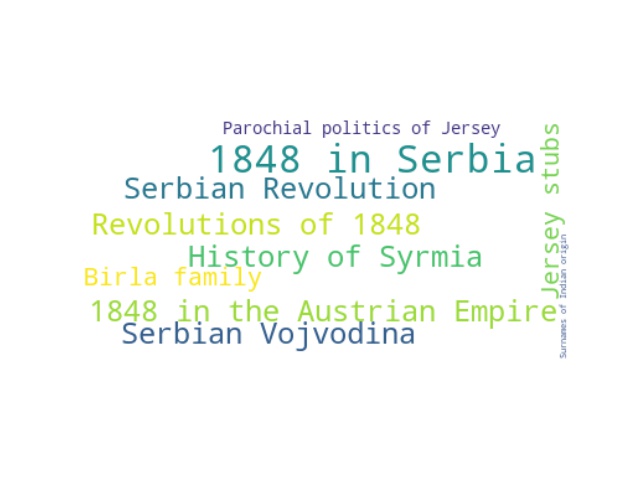 Parochial politics of Jersey
1848 in Serbia
Serbian Revolution
Revolutions of 1848
History of Syrmia
Birla family
1848 in the Austrian Empire
Serbian Vojvodina
Jersey stubs
Surnames of Indian origin